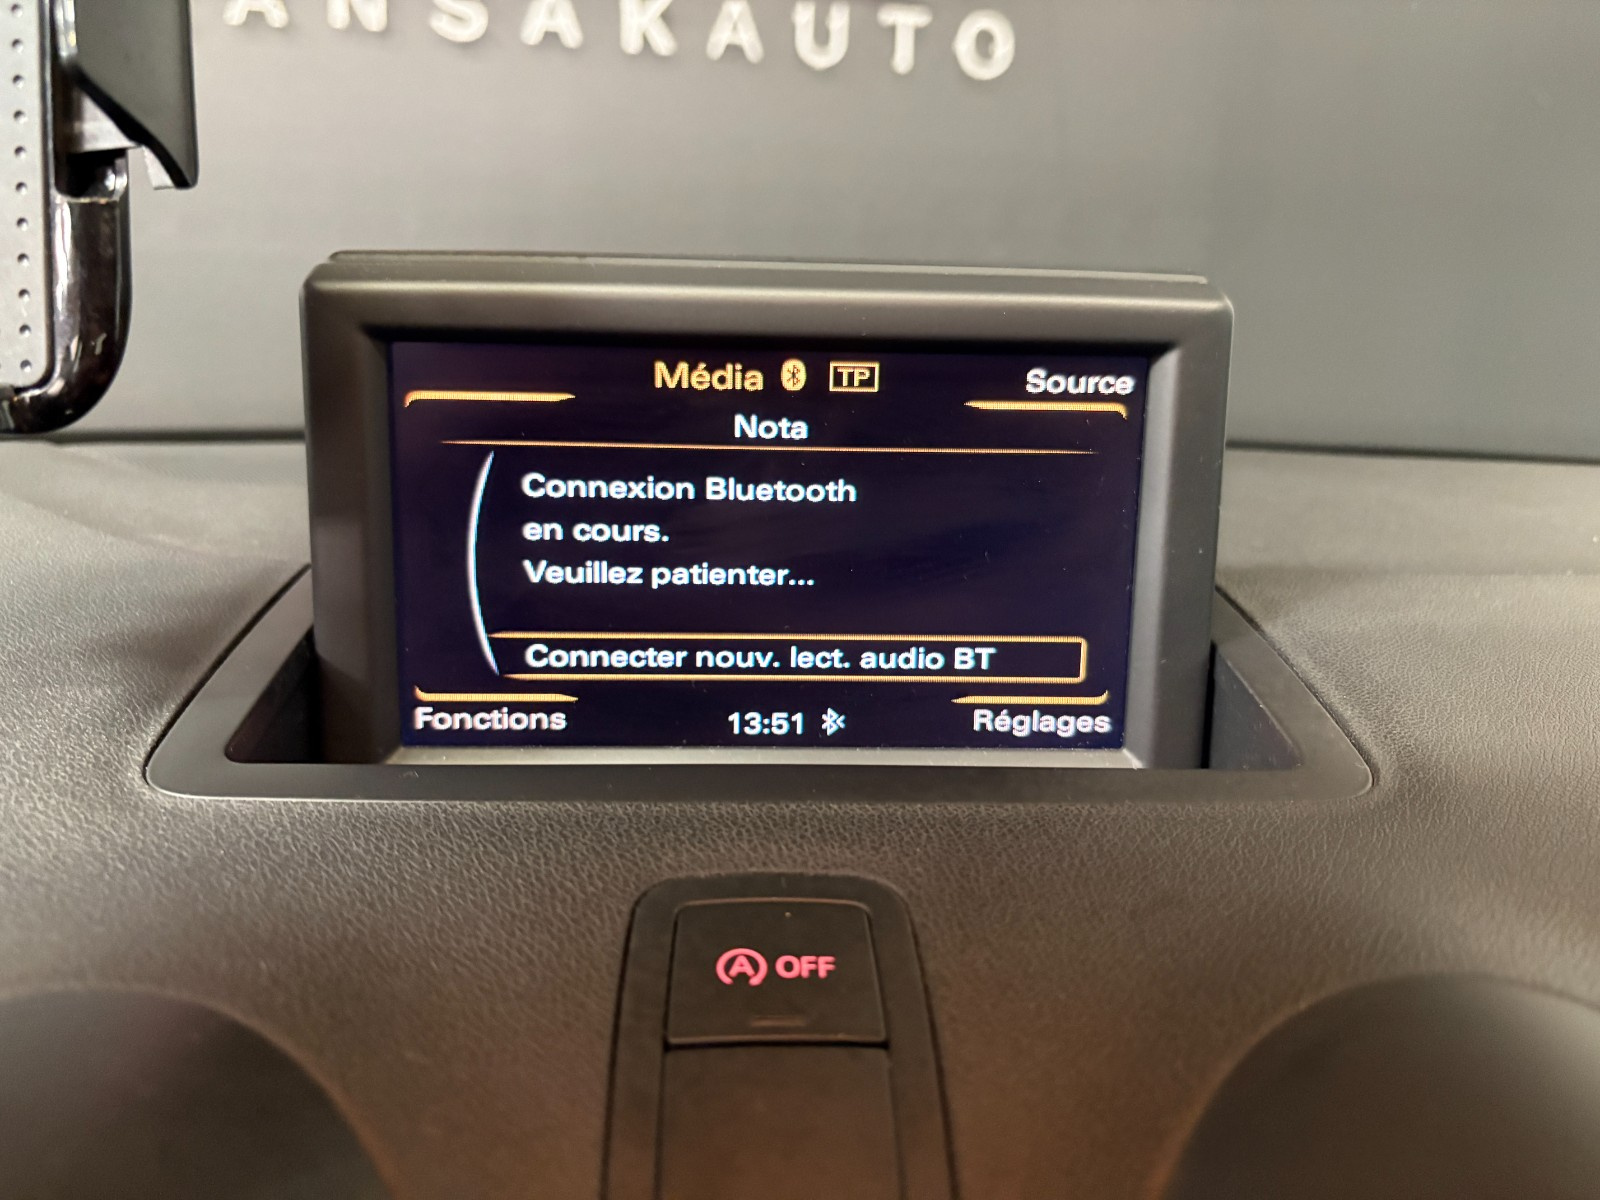 ANSAKAUTO
Média TP
Source
Nota
Connexion Bluetooth
en cours.
Veuillez patienter...
Connecter nouv. lect. audio BT
Fonctions
13:51
Réglages
A OFF